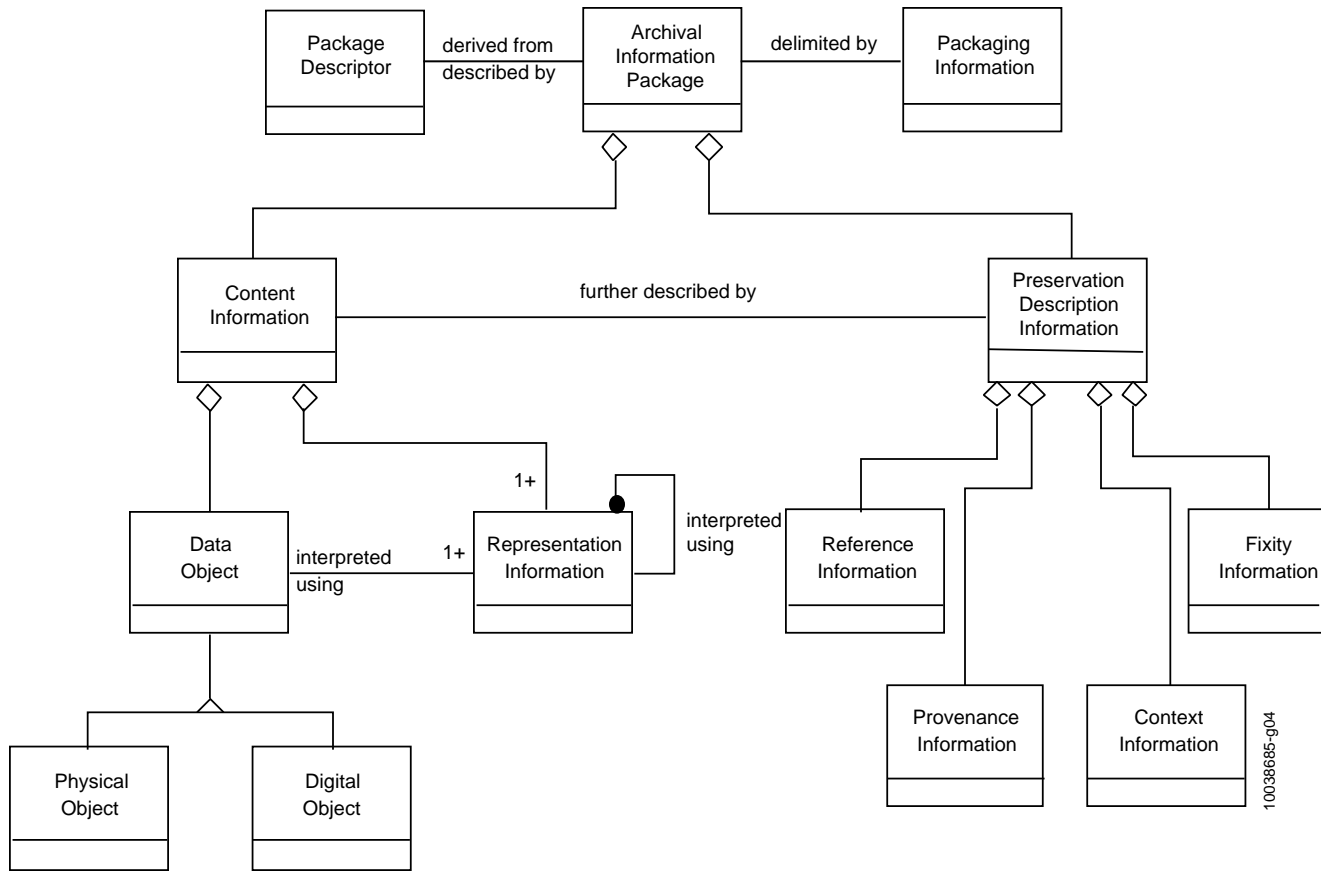 Package
Descriptor
derived from
described by
Archival
Information
Package
delimited by
Packaging
Information
Content
Information
further described by
Preservation
Description
Information
1+
Data
Object
interpreted
using
1+
Representation
Information
interpreted
using
Reference
Information
Fixity
Information
Provenance
Information
Context
Information
Physical
Object
Digital
Object
10038685-g04